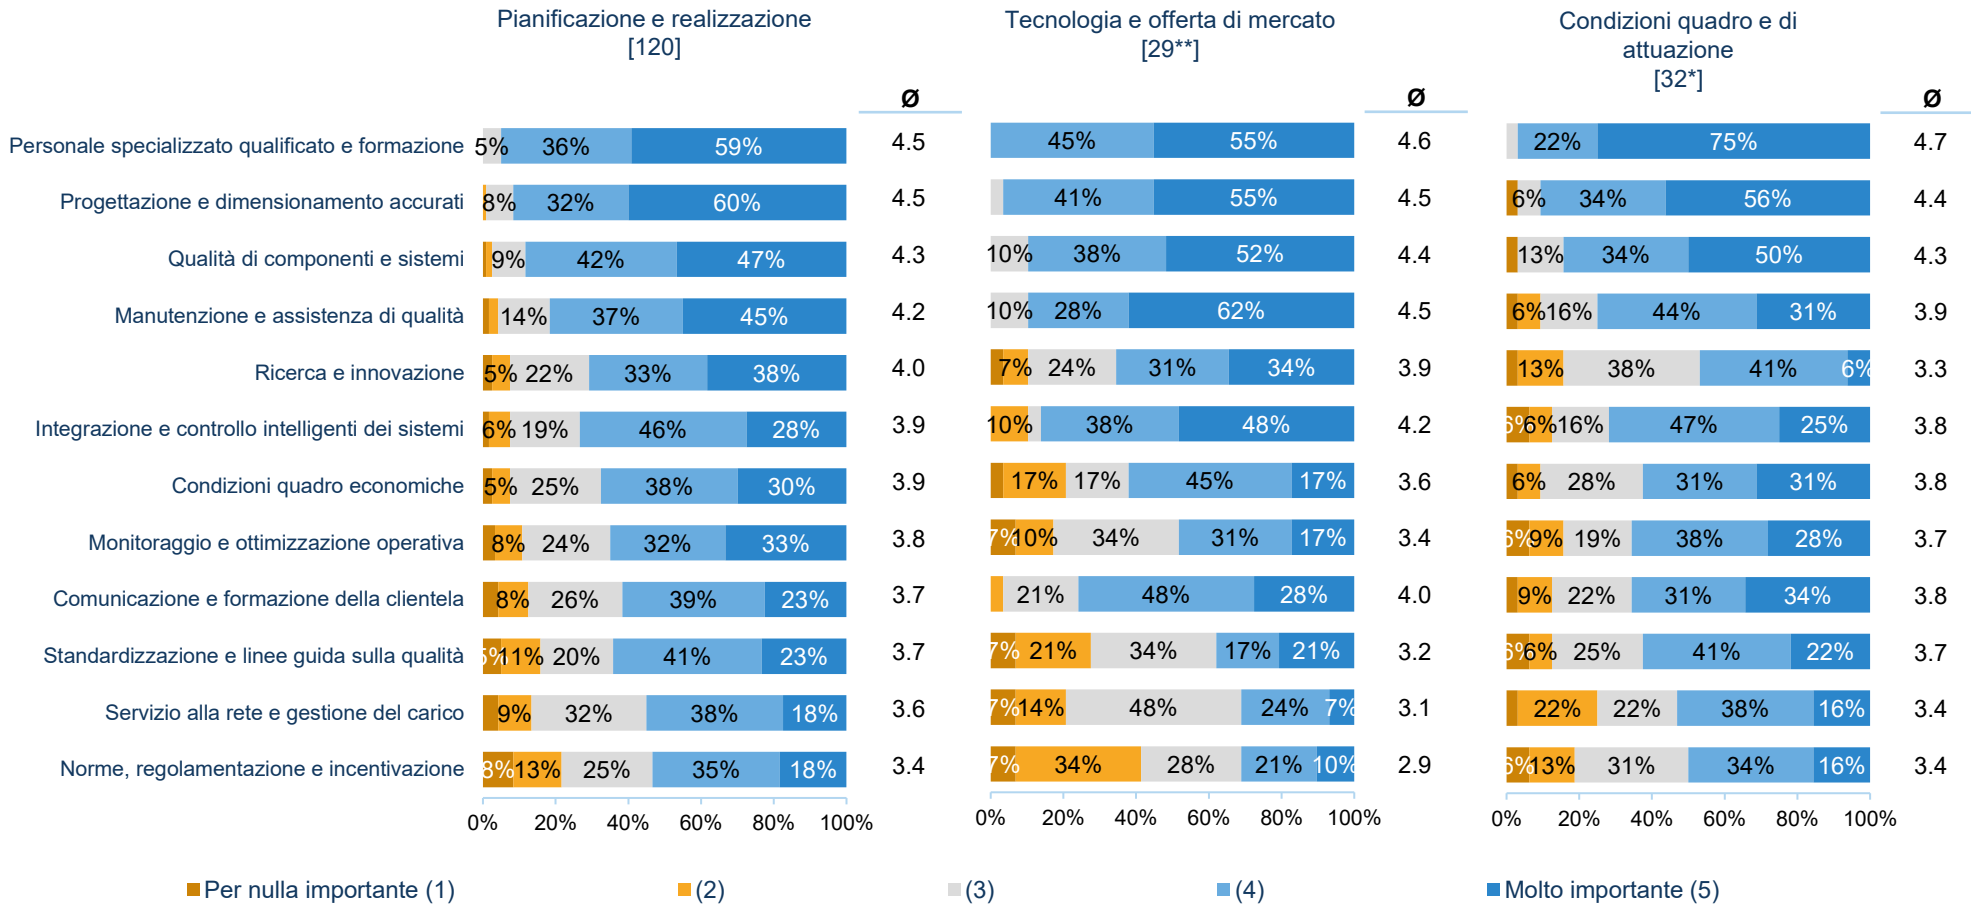 Pianificazione e realizzazione
[120]
Tecnologia e offerta di mercato
[29**]
Condizioni quadro e di
attuazione
[32*]
Ø Ø Ø
Personale specializzato qualificato e formazione 5% 36% 59% 4.5 45% 55% 4.6 22% 75% 4.7
Progettazione e dimensionamento accurati 8% 32% 60% 4.5 41% 55% 4.5 6% 34% 56% 4.4
Qualità di componenti e sistemi 9% 42% 47% 4.3 10% 38% 52% 4.4 13% 34% 50% 4.3
Manutenzione e assistenza di qualità 14% 37% 45% 4.2 10% 28% 62% 4.5 6% 16% 44% 31% 3.9
Ricerca e innovazione 5% 22% 33% 38% 4.0 7% 24% 31% 34% 3.9 13% 38% 41% 6% 3.3
Integrazione e controllo intelligenti dei sistemi 6% 19% 46% 28% 3.9 10% 38% 48% 4.2 6% 6% 16% 47% 25% 3.8
Condizioni quadro economiche 5% 25% 38% 30% 3.9 17% 17% 45% 17% 3.6 6% 28% 31% 31% 3.8
Monitoraggio e ottimizzazione operativa 8% 24% 32% 33% 3.8 7% 10% 34% 31% 17% 3.4 6% 9% 19% 38% 28% 3.7
Comunicazione e formazione della clientela 8% 26% 39% 23% 3.7 21% 48% 28% 4.0 9% 22% 31% 34% 3.8
Standardizzazione e linee guida sulla qualità 5% 11% 20% 41% 23% 3.7 7% 21% 34% 17% 21% 3.2 6% 6% 25% 41% 22% 3.7
Servizio alla rete e gestione del carico 9% 32% 38% 18% 3.6 7% 14% 48% 24% 7% 3.1 22% 22% 38% 16% 3.4
Norme, regolamentazione e incentivazione 8% 13% 25% 35% 18% 3.4 7% 34% 28% 21% 10% 2.9 6% 13% 31% 34% 16% 3.4
0% 20% 40% 60% 80% 100% 0% 20% 40% 60% 80% 100% 0% 20% 40% 60% 80% 100%
Per nulla importante (1) (2) (3) (4) Molto importante (5)